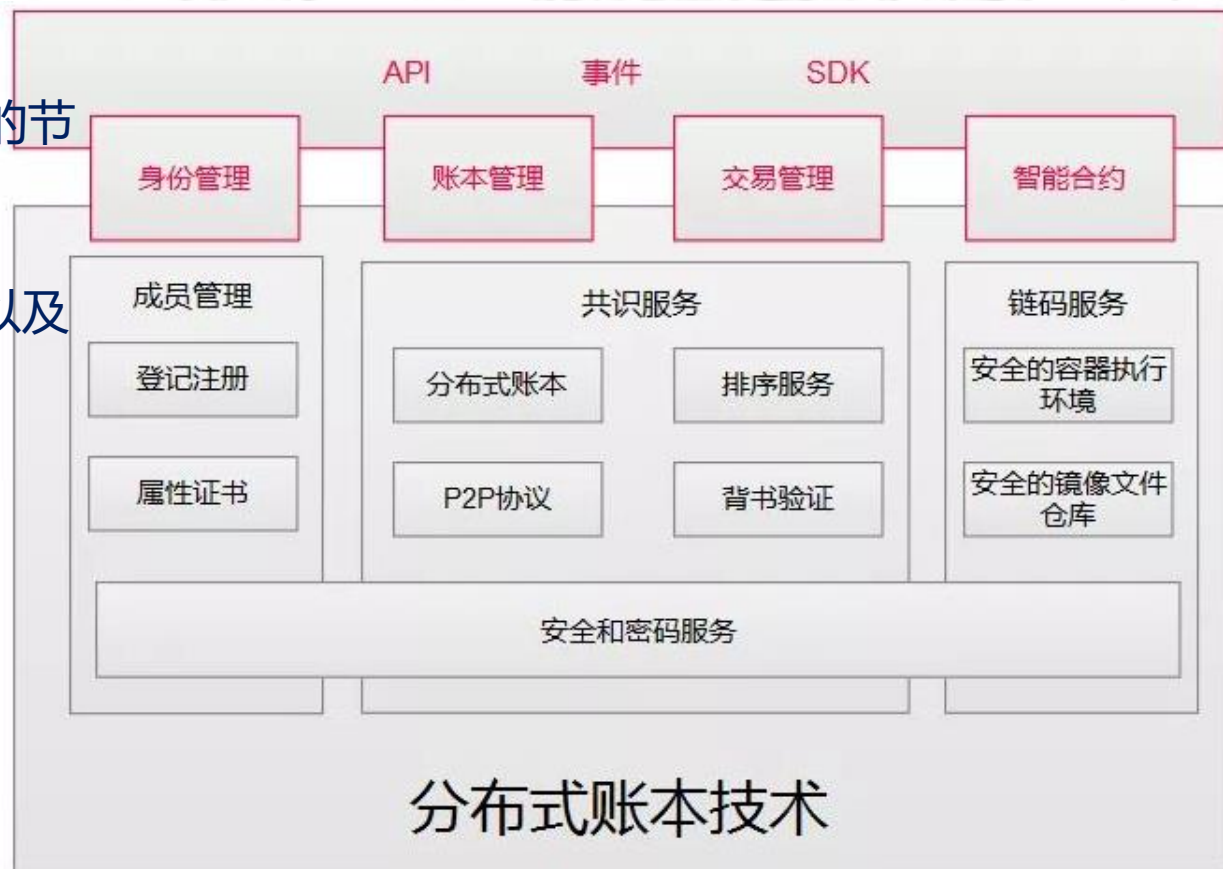 API 事件 SDK
的节
身份管理 账本管理 交易管理 智能合约
以及
成员管理 共识服务 链码服务
登记注册 分布式账本 排序服务 安全的容器执行
环境
属性证书 P2P协议 背书验证 安全的镜像文件
仓库
安全和密码服务
分布式账本技术